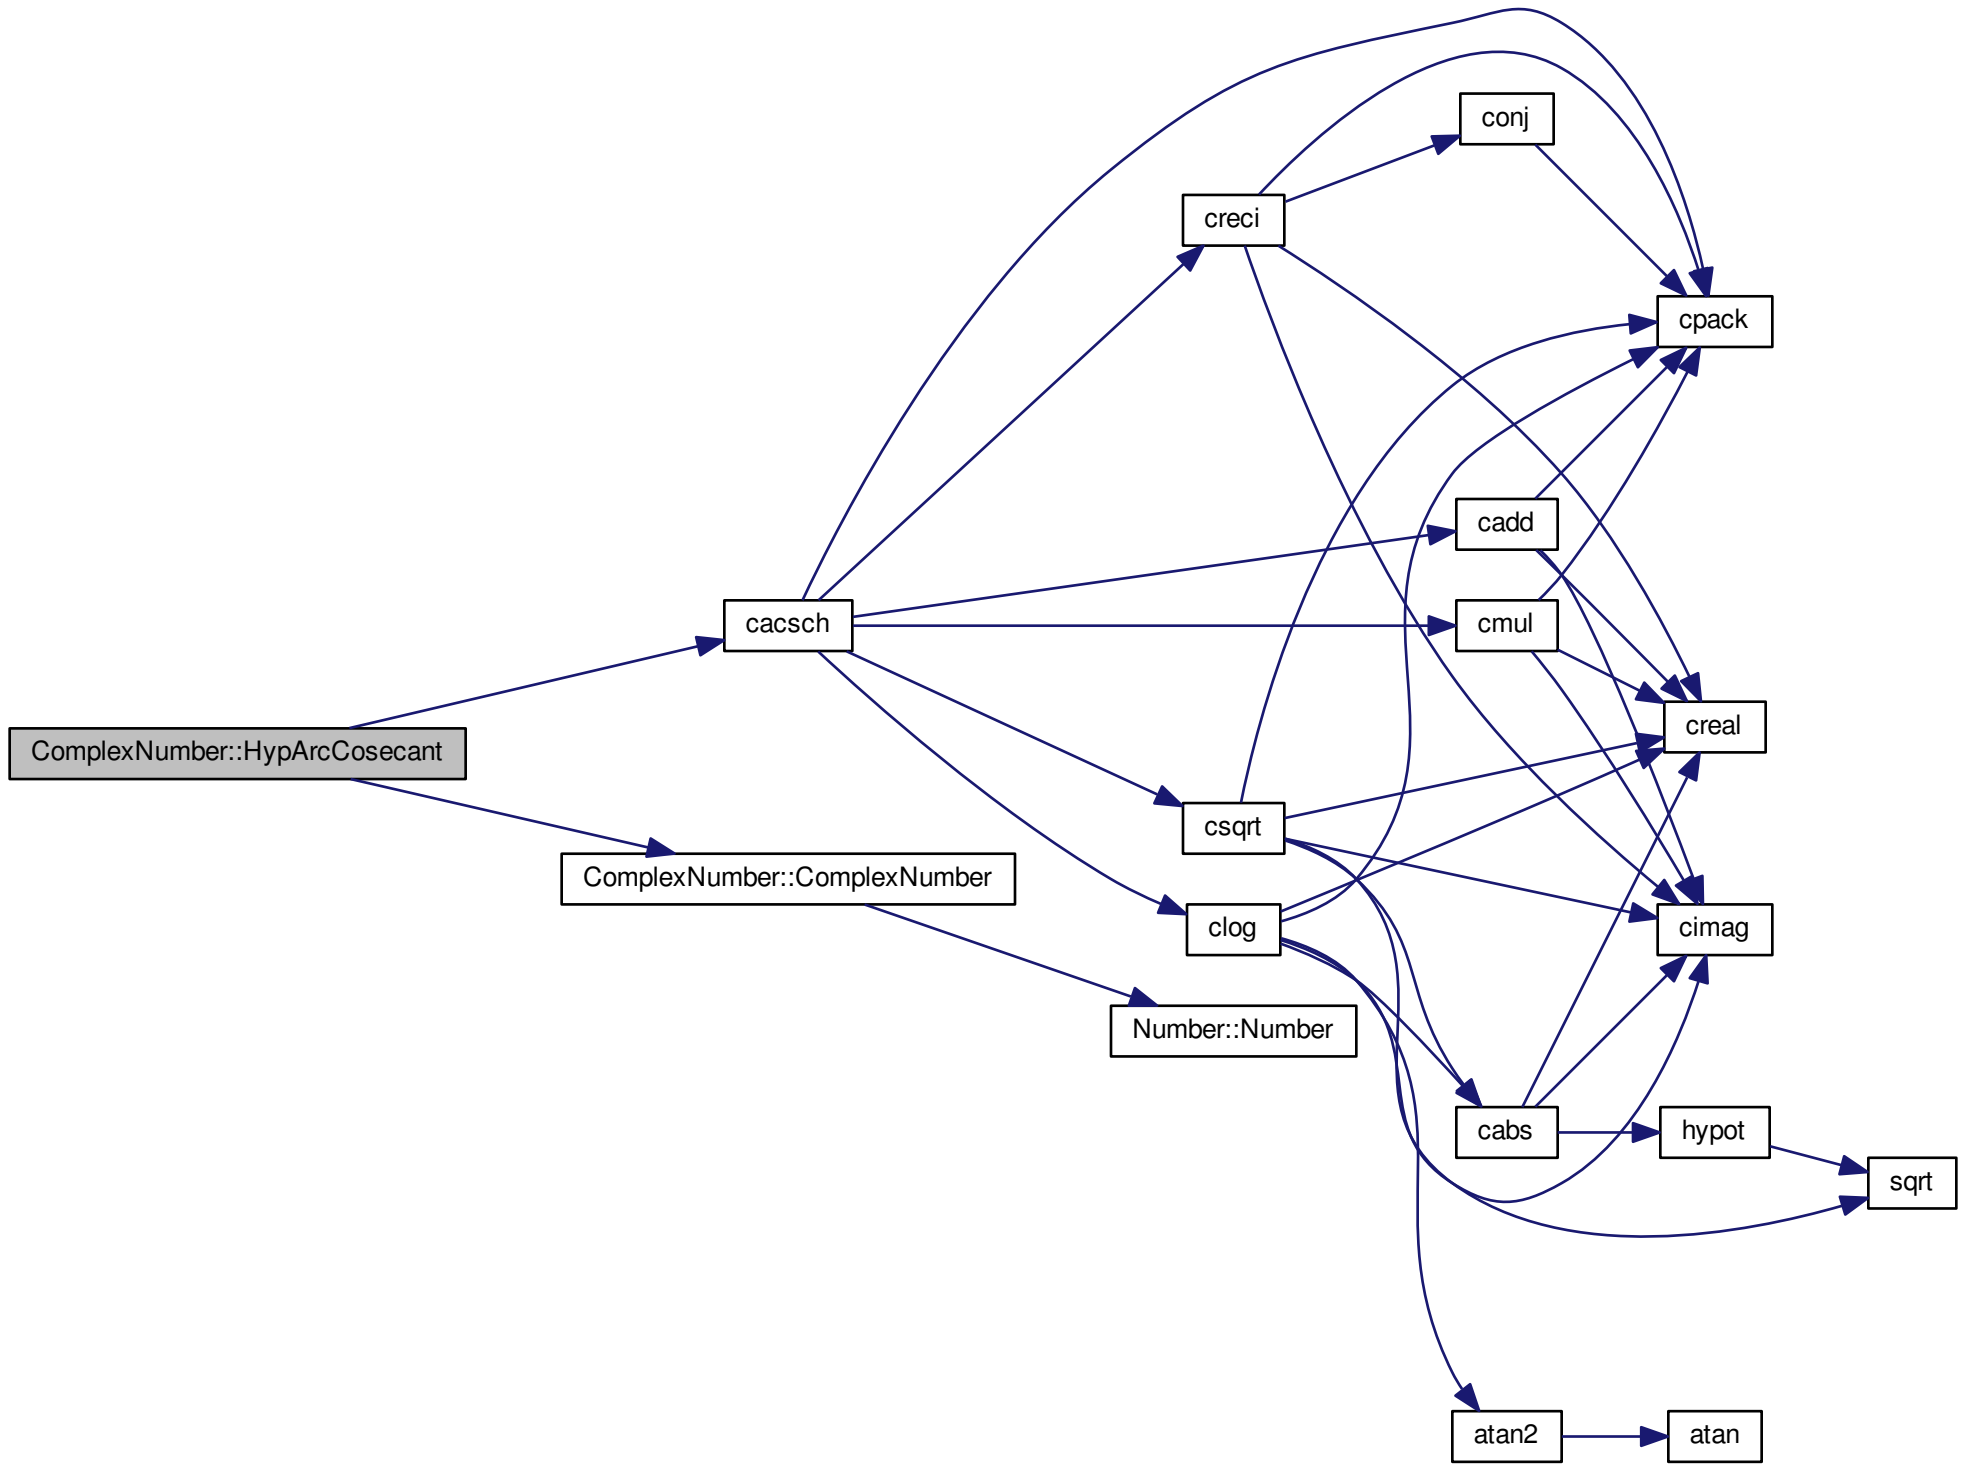 conj
creci
cpack
cadd
cacsch
cmul
creal
ComplexNumber::HypArcCosecant
csqrt
ComplexNumber::ComplexNumber
clog
cimag
Number::Number
cabs
hypot
sqrt
atan2
atan